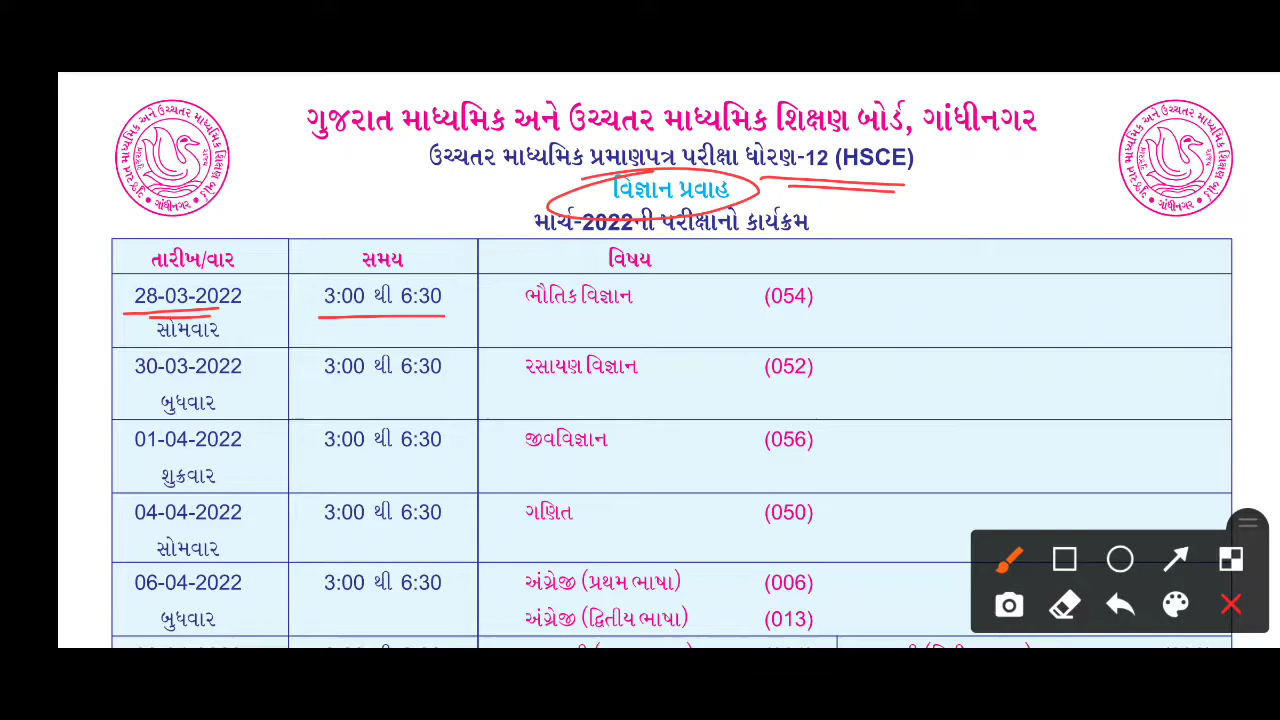 ગુજરાત માધ્યમિક અને ઉચ્ચતર માધ્યમિક શિક્ષણ બોર્ડ, ગાંધીનગર
ઉચ્ચતર માધ્યમિક પ્રમાણપત્ર પરીક્ષા ધોરણ-12 (HSCE)
વિજ્ઞાન પ્રવાહ
માર્ચ-2022ની પરીક્ષાનો કાર્યક્રમ
તારીખ/વાર સમય વિષય
28-03-2022 3:00 થી 6:30 ભૌતિક વિજ્ઞાન (054)
સોમવાર
30-03-2022 3:00 થી 6:30 રસાયણ વિજ્ઞાન (052)
બુધવાર
01-04-2022 3:00 થી 6:30 જીવવિજ્ઞાન (056)
શુક્રવાર
04-04-2022 3:00 થી 6:30 ગણિત (050)
સોમવાર
06-04-2022 3:00 થી 6:30 અંગ્રેજી (પ્રથમ ભાષા) (006)
બુધવાર અંગ્રેજી (દ્વિતીય ભાષા) (013)